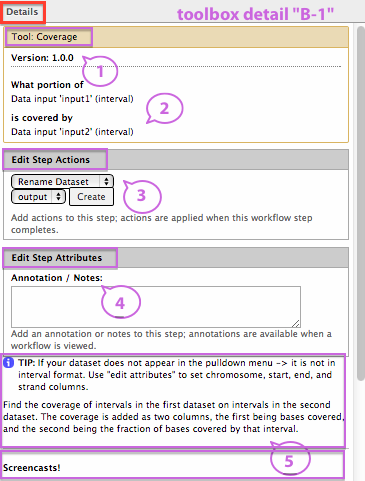 Details
toolbox detail "B-1"
Tool: Coverage
Version: 1.0.0
1
What portion of
Data input 'input1' (interval)
2
is covered by
Data input 'input2' (interval)
Edit Step Actions
Rename Dataset
output Create
3
Add actions to this step; actions are applied when this workflow step
completes.
Edit Step Attributes
Annotation / Notes:
4
Add an annotation or notes to this step; annotations are available when a
workflow is viewed.
TIP: If your dataset does not appear in the pulldown menu -> it is not in
interval format. Use "edit attributes" to set chromosome, start, end, and
strand columns.
Find the coverage of intervals in the first dataset on intervals in the second
dataset. The coverage is added as two columns, the first being bases covered,
and the second being the fraction of bases covered by that interval.
5
Screencasts!